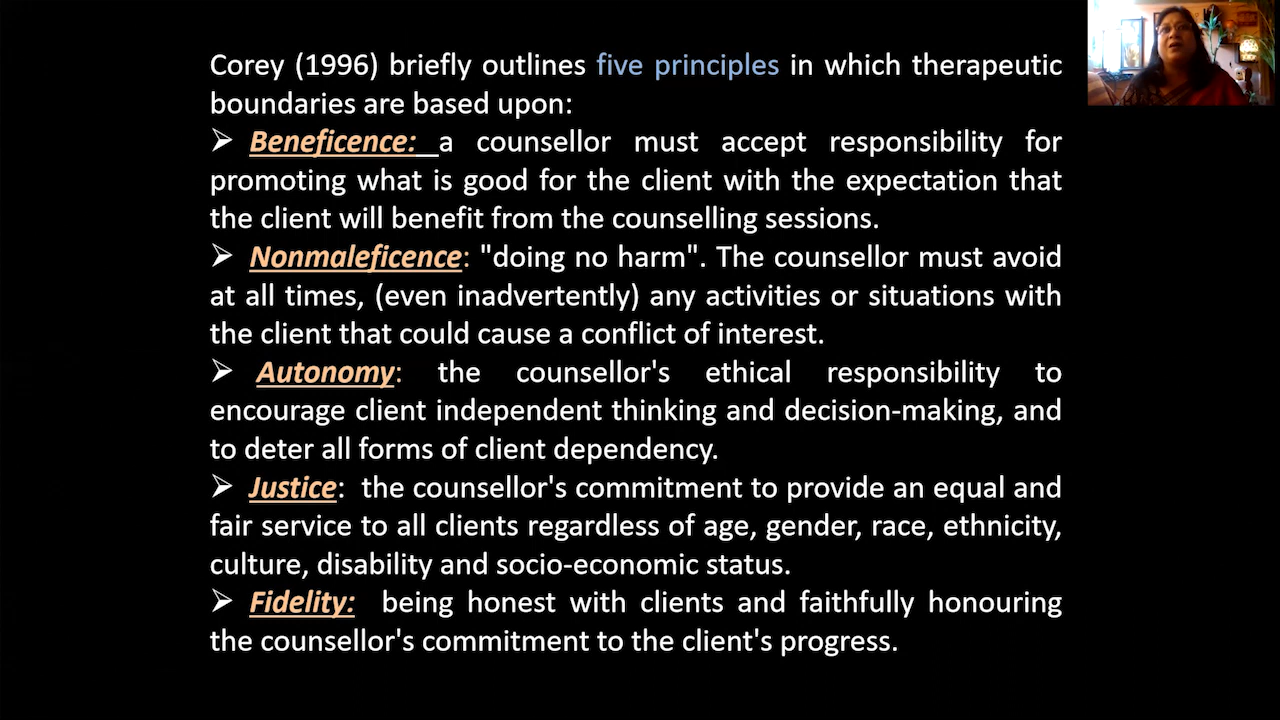 Corey (1996) briefly outlines five principles in which therapeutic
boundaries are based upon:
➢ Beneficence: a counsellor must accept responsibility for
promoting what is good for the client with the expectation that
the client will benefit from the counselling sessions.
➢ Nonmaleficence: "doing no harm". The counsellor must avoid
at all times, (even inadvertently) any activities or situations with
the client that could cause a conflict of interest.
➢ Autonomy: the counsellor's ethical responsibility to
encourage client independent thinking and decision-making, and
to deter all forms of client dependency.
➢ Justice: the counsellor's commitment to provide an equal and
fair service to all clients regardless of age, gender, race, ethnicity,
culture, disability and socio-economic status.
➢ Fidelity: being honest with clients and faithfully honouring
the counsellor's commitment to the client's progress.